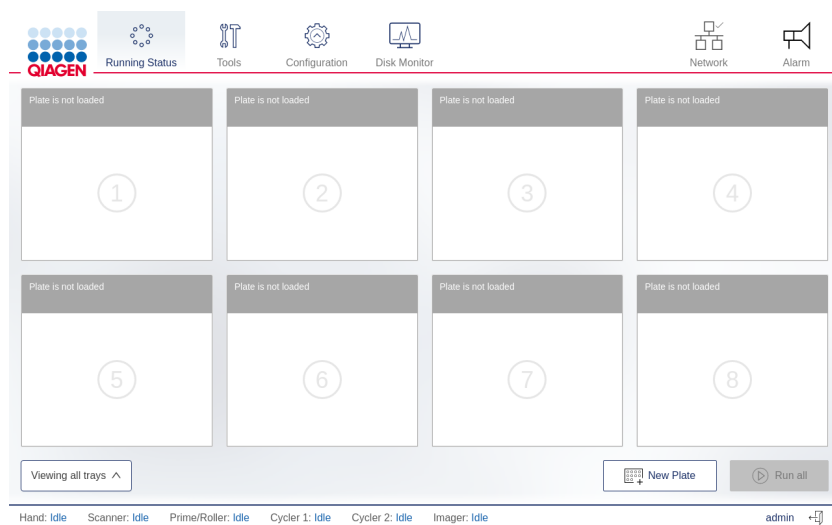 QIAGEN
Running Status
Tools
Configuration
Disk Monitor
Network
Alarm
Plate is not loaded
Plate is not loaded
Plate is not loaded
Plate is not loaded
1
2
3
4
Plate is not loaded
Plate is not loaded
Plate is not loaded
Plate is not loaded
5
6
7
8
Viewing all trays
New Plate
Run all
Hand: Idle
Scanner: Idle
Prime/Roller: Idle
Cycler 1: Idle
Cycler 2: Idle
Imager: Idle
admin